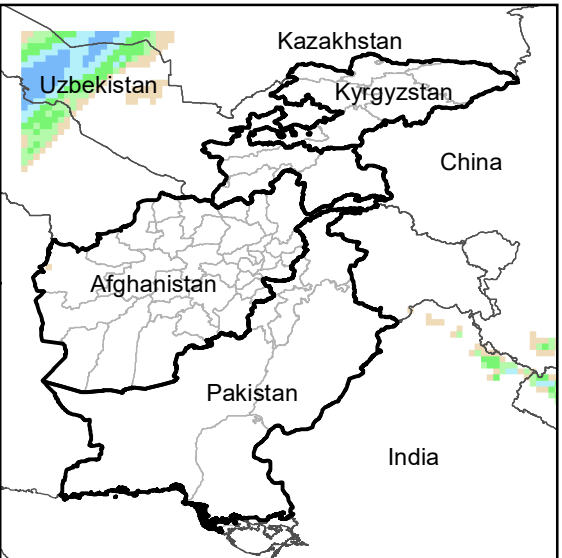 Kazakhstan
Uzbekistan
Kyrgyzstan
China
Afghanistan
Pakistan
India